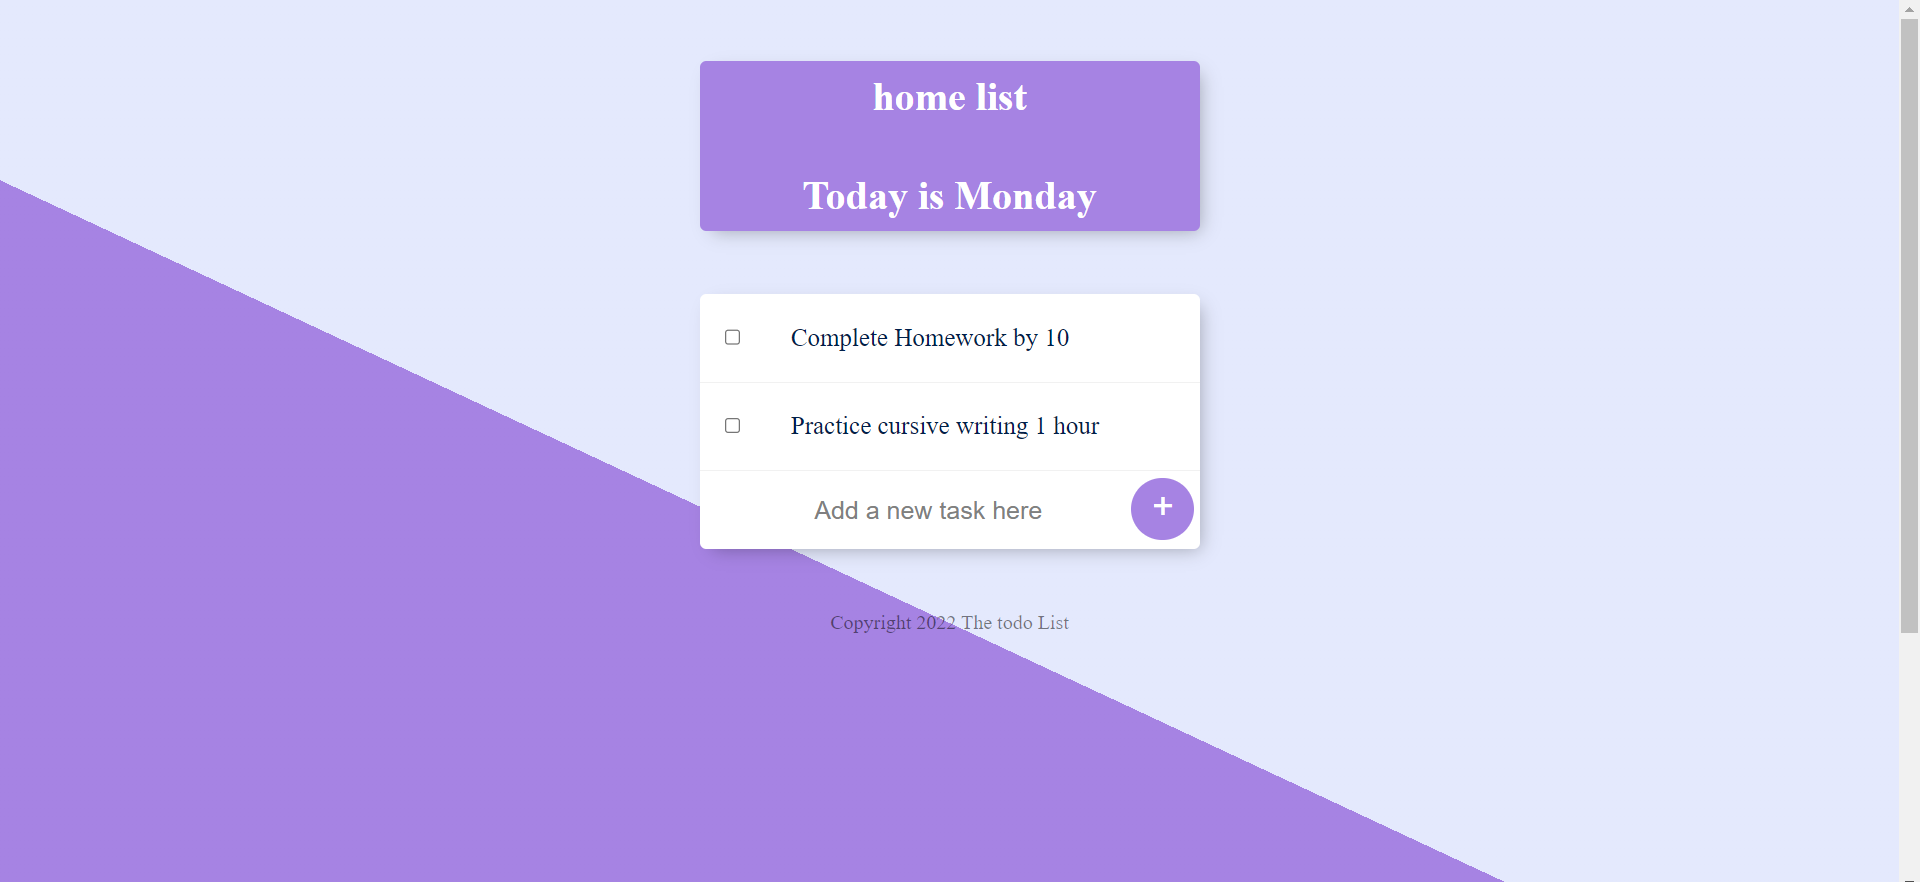 home list
Today is Monday
Complete Homework by 10
Practice cursive writing 1 hour
Add a new task here
+
Copyright 2022 The todo List